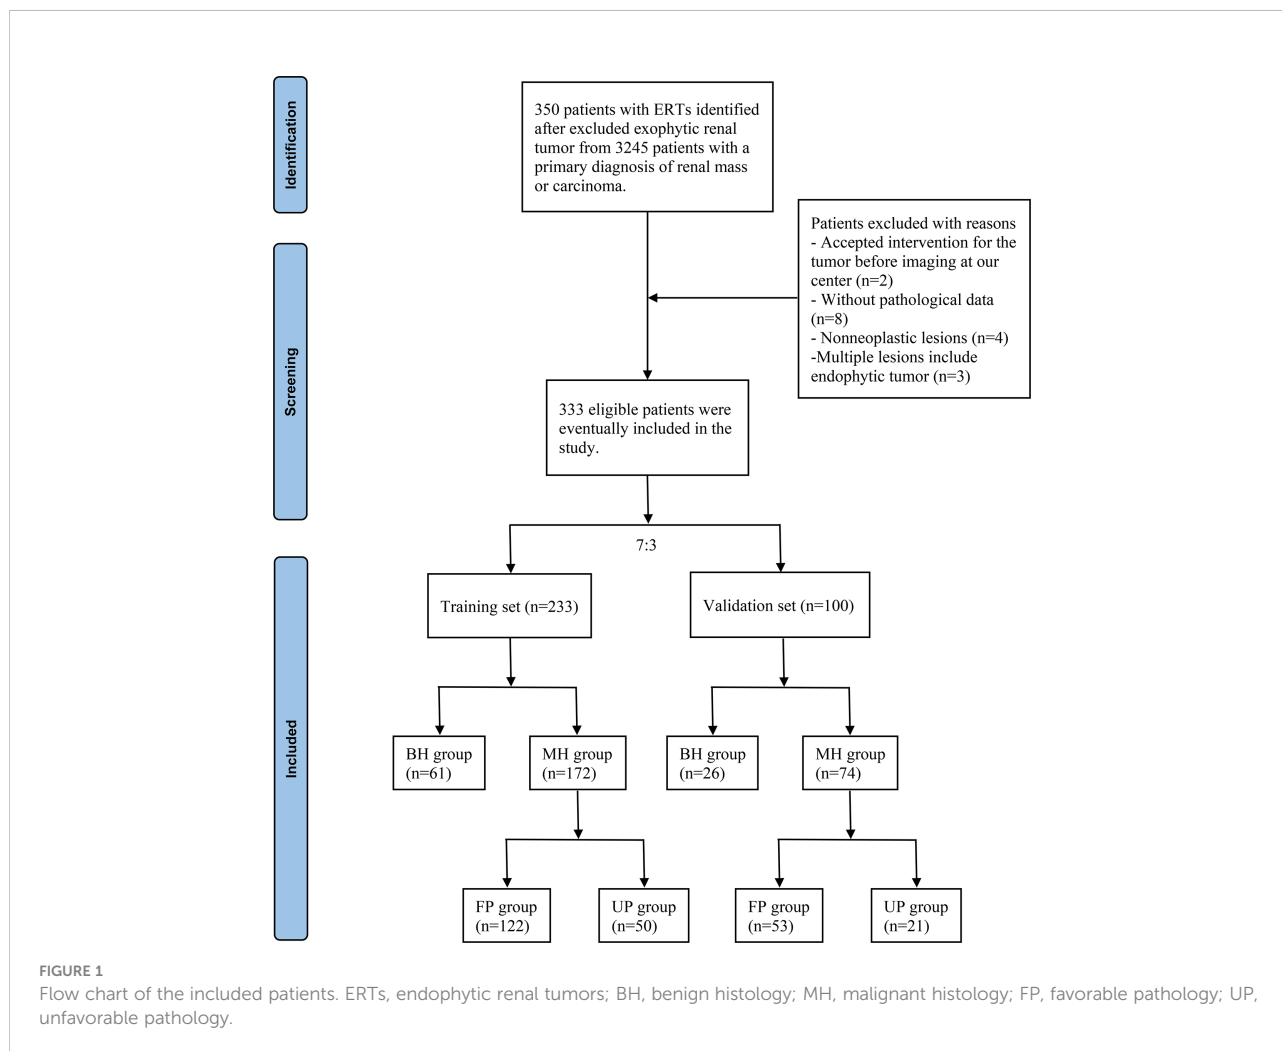 Identification
350 patients with ERTs identified
after excluded exophytic renal
tumor from 3245 patients with a
primary diagnosis of renal mass
or carcinoma.
Patients excluded with reasons
- Accepted intervention for the
tumor before imaging at our
center (n=2)
- Without pathological data
(n=8)
- Nonneoplastic lesions (n=4)
-Multiple lesions include
endophytic tumor (n=3)
Screening
333 eligible patients were
eventually included in the
study.
7:3
Included
Training set (n=233)
Validation set (n=100)
BH group
(n=61)
MH group
(n=172)
BH group
(n=26)
MH group
(n=74)
FP group
(n=122)
UP group
(n=50)
FP group
(n=53)
UP group
(n=21)
FIGURE 1
Flow chart of the included patients. ERTs, endophytic renal tumors; BH, benign histology; MH, malignant histology; FP, favorable pathology; UP,
unfavorable pathology.